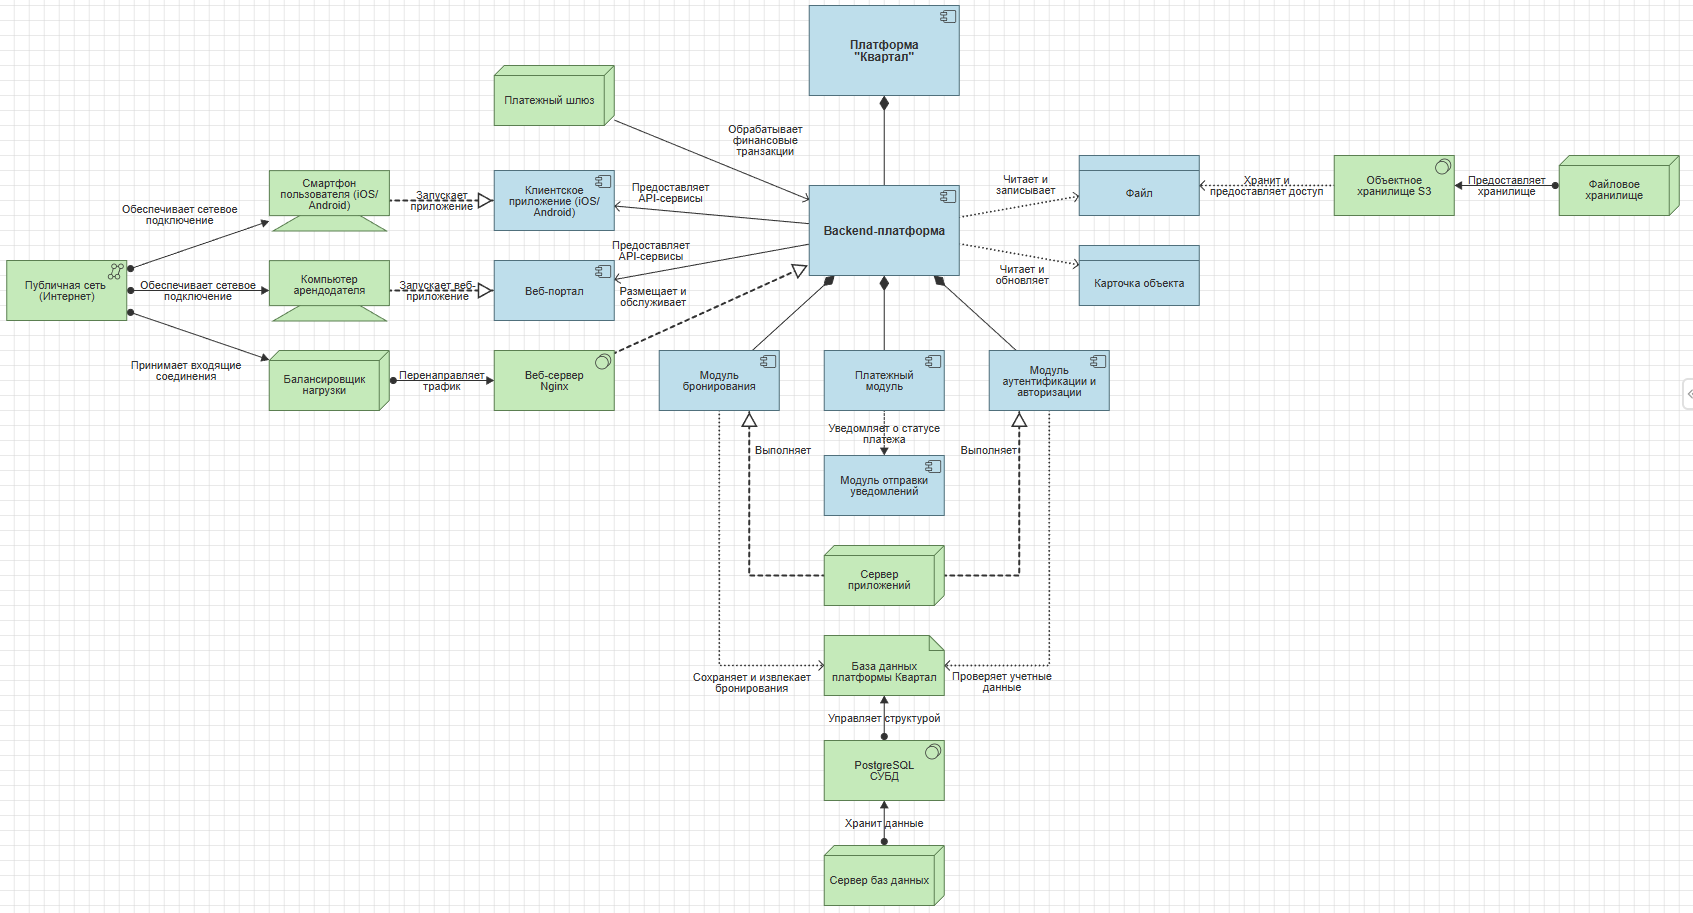 Платформа
"Квартал"
Платежный шлюз
Обрабатывает
финансовые
транзакции
Смартфон
пользователя (iOS/
Android)
Запускает
приложение
Клиентское
приложение (iOS/
Android)
Предоставляет
API-сервисы
Backend-платформа
Читает и
записывает
Файл
Хранит и
предоставляет доступ
Объектное
хранилище S3
Предоставляет
хранилище
Файловое
хранилище
Обеспечивает сетевое
подключение
Публичная сеть
(Интернет)
Обеспечивает сетевое
подключение
Компьютер
арендодателя
Запускает веб-
приложение
Веб-портал
Предоставляет
API-сервисы
Размещает и
обслуживает
Читает и
обновляет
Карточка объекта
Принимает входящие
соединения
Балансировщик
нагрузки
Перенаправляет
трафик
Веб-сервер
Nginx
Модуль
бронирования
Платежный
модуль
Модуль
аутентификации и
авторизации
Уведомляет о статусе
платежа
Выполняет
Выполняет
Модуль отправки
уведомлений
Сервер
приложений
База данных
платформы Квартал
Сохраняет и извлекает
бронирования
Проверяет учетные
данные
Управляет структурой
PostgreSQL
СУБД
Хранит данные
Сервер баз данных